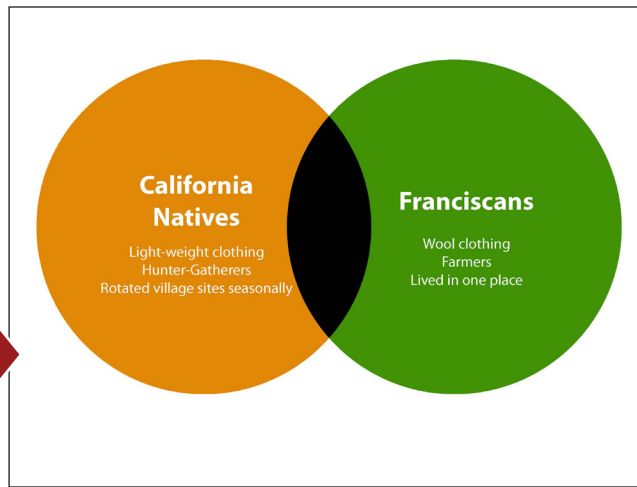 California
Natives
Light-weight clothing
Hunter-Gatherers
Rotated village sites seasonally
Franciscans
Wool clothing
Farmers
Lived in one place